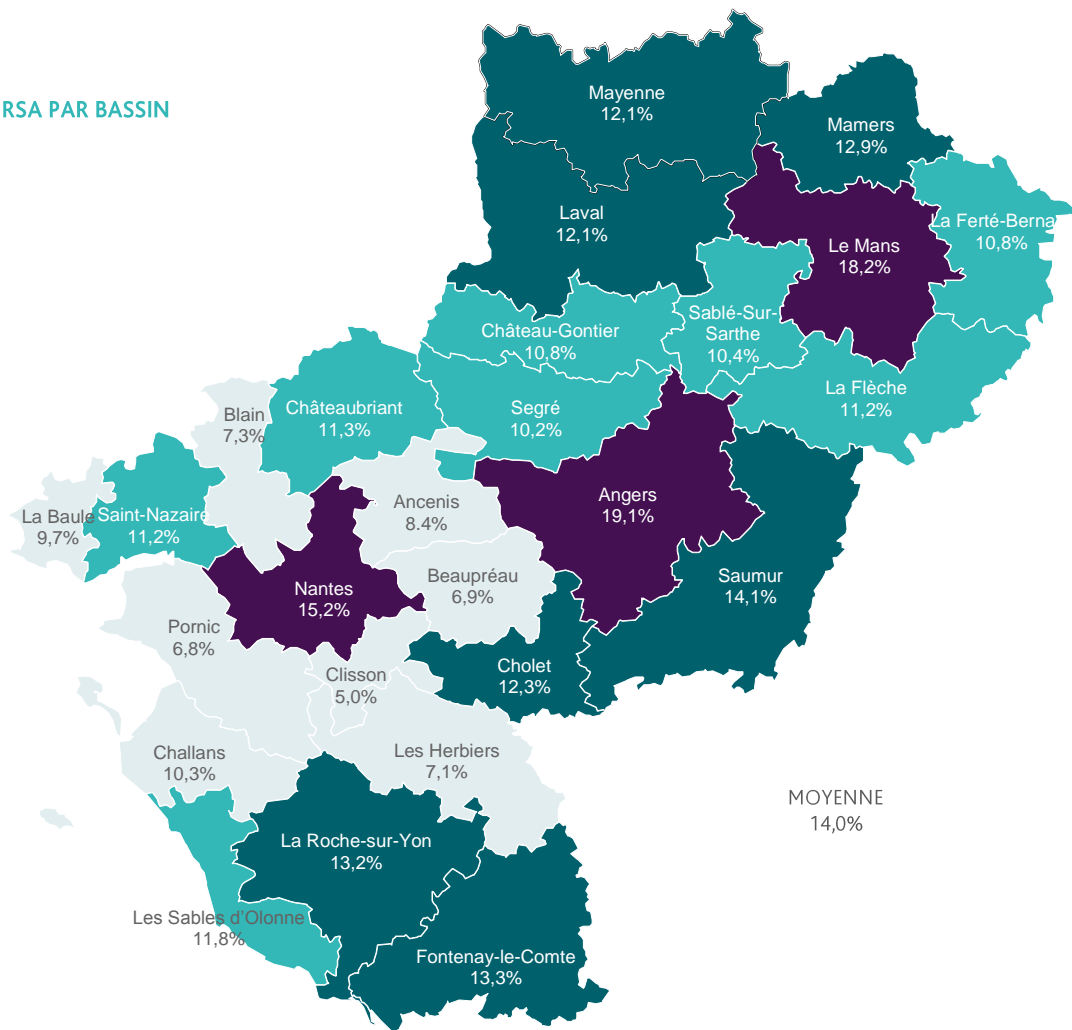 RSA PAR BASSIN
Mayenne
12,1%
Mamers
12,9%
Laval
12,1%
La Ferté-Berna
10,8%
Le Mans
18,2%
Château-Gontier
10,8%
Sablé-Sur-
Sarthe
10,4%
La Flèche
11,2%
Blain
7,3%
Châteaubriant
11,3%
Segré
10,2%
La Baule
9,7%
Saint-Nazaire
11,2%
Ancenis
8.4%
Angers
19,1%
Nantes
15,2%
Beaupréau
6,9%
Saumur
14,1%
Pornic
6,8%
Clisson
5,0%
Cholet
12,3%
Challans
10,3%
Les Herbiers
7,1%
MOYENNE
14,0%
La Roche-sur-Yon
13,2%
Les Sables d'Olonne
11,8%
Fontenay-le-Comte
13,3%